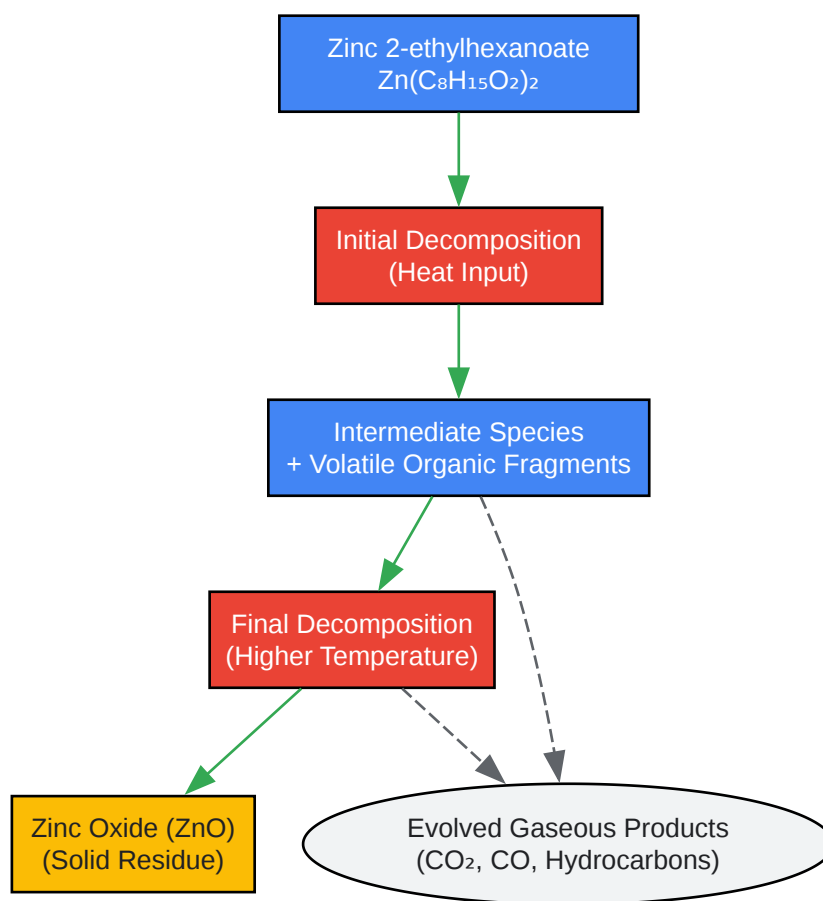 Zinc 2-ethylhexanoate
Zn(C₈H₁₅O₂)₂
Initial Decomposition
(Heat Input)
Intermediate Species
+ Volatile Organic Fragments
Final Decomposition
(Higher Temperature)
Zinc Oxide (ZnO)
(Solid Residue)
Evolved Gaseous Products
(CO₂, CO, Hydrocarbons)